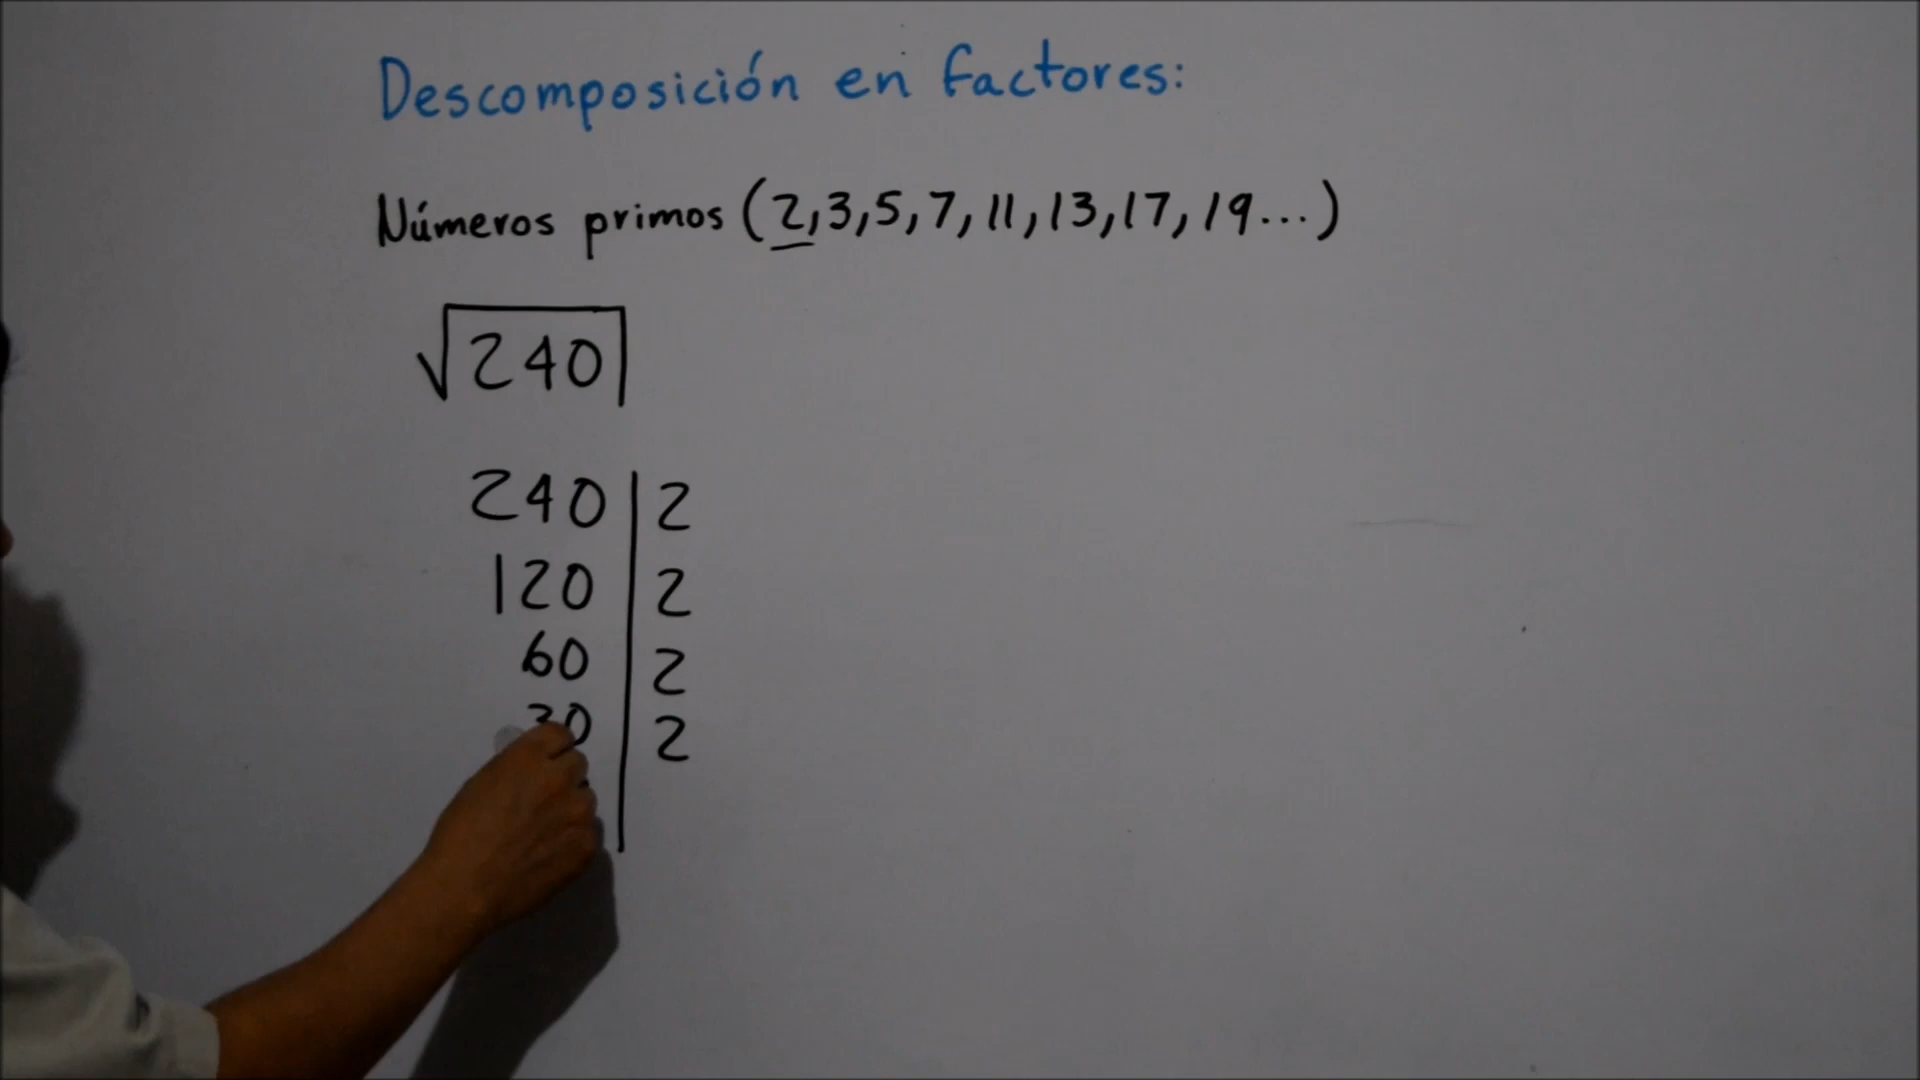 Descomposición en factores:
Números primos (2,3,5,7,11,13,17,19...)
√240
240 | 2
120 | 2
60 | 2
30 | 2